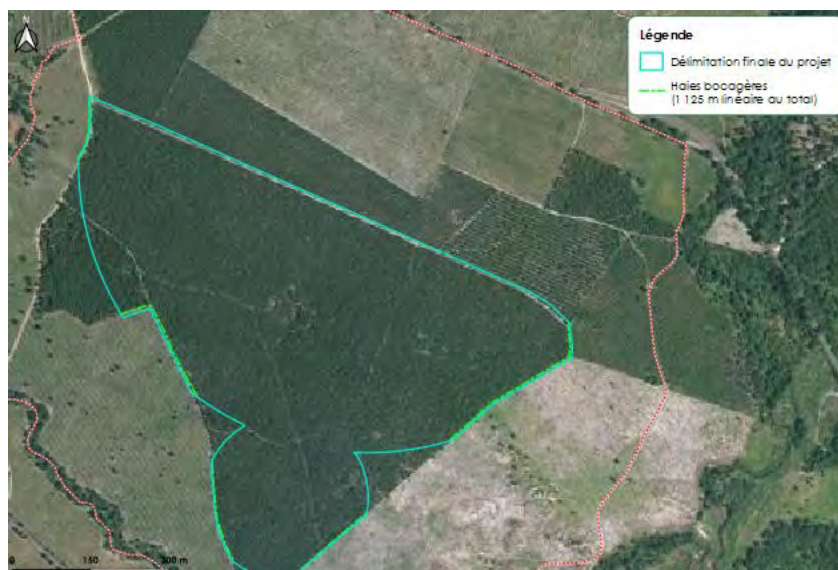 N
Légende
Délimitation finale du projet
Haies bocagères
(1 125 m linéaire au total)
0 150 300 m